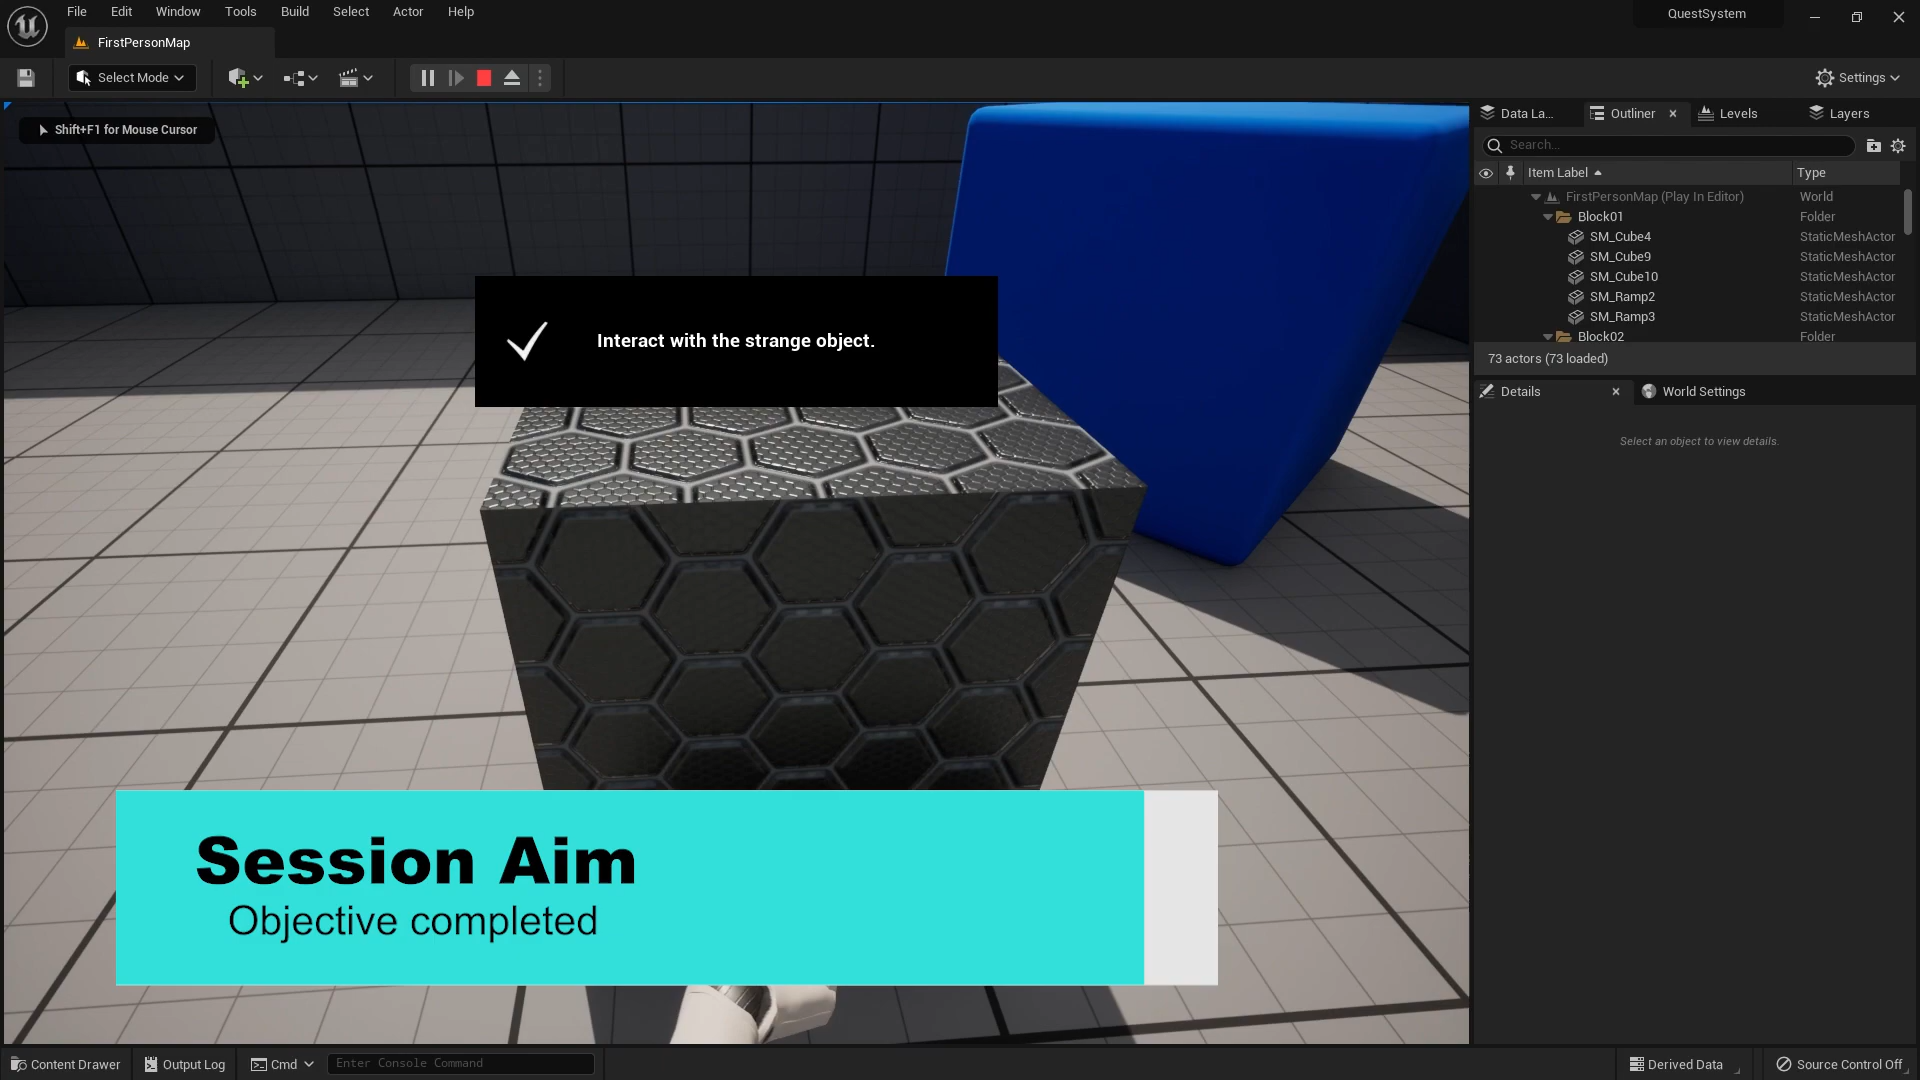 File Edit Window Tools Build Select Actor Help
QuestSystem
FirstPersonMap
Select Mode
Settings
Shift+F1 for Mouse Cursor
Data La...
Outliner
Levels
Layers
Search...
Item Label
Type
FirstPersonMap (Play In Editor) World
Block01 Folder
SM_Cube4 StaticMeshActor
SM_Cube9 StaticMeshActor
SM_Cube10 StaticMeshActor
SM_Ramp2 StaticMeshActor
SM_Ramp3 StaticMeshActor
Block02 Folder
73 actors (73 loaded)
Details
World Settings
Select an object to view details.
Interact with the strange object.
Session Aim
Objective completed
Content Drawer
Output Log
Cmd
Enter Console Command
Derived Data
Source Control Off